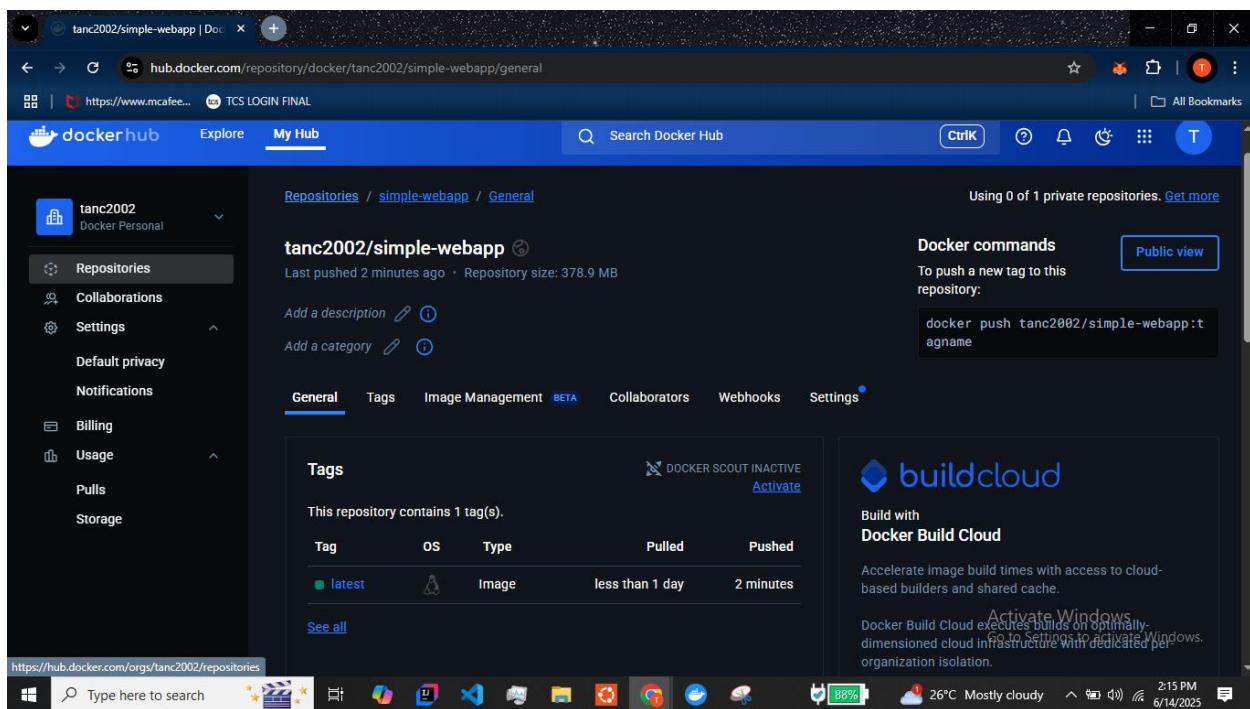 tanc2002/simple-webapp | Doc
hub.docker.com/repository/docker/tanc2002/simple-webapp/general
T
https://www.mcafee...
tcs
TCS LOGIN FINAL
All Bookmarks
dockerhub
Explore
My Hub
Search Docker Hub
CtrlK
T
tanc2002
Docker Personal
Repositories
Collaborations
Settings
Default privacy
Notifications
Billing
Usage
Pulls
Storage
Repositories / simple-webapp / General
Using 0 of 1 private repositories. Get more
tanc2002/simple-webapp
Last pushed 2 minutes ago · Repository size: 378.9 MB
Add a description
Add a category
Docker commands
Public view
To push a new tag to this
repository:
docker push tanc2002/simple-webapp:t
agname
General Tags Image Management BETA Collaborators Webhooks Settings
Tags
DOCKER SCOUT INACTIVE
Activate
This repository contains 1 tag(s).
Tag OS Type Pulled Pushed
latest Image less than 1 day 2 minutes
See all
buildcloud
Build with
Docker Build Cloud
Accelerate image build times with access to cloud-
based builders and shared cache.
Docker Build Cloud executes builds on optimally-
dimensioned cloud infrastructure with dedicated per-
organization isolation.
Activate Windows
Go to Settings to activate Windows.
https://hub.docker.com/orgs/tanc2002/repositories
Type here to search
88%
26°C Mostly cloudy
2:15 PM
6/14/2025